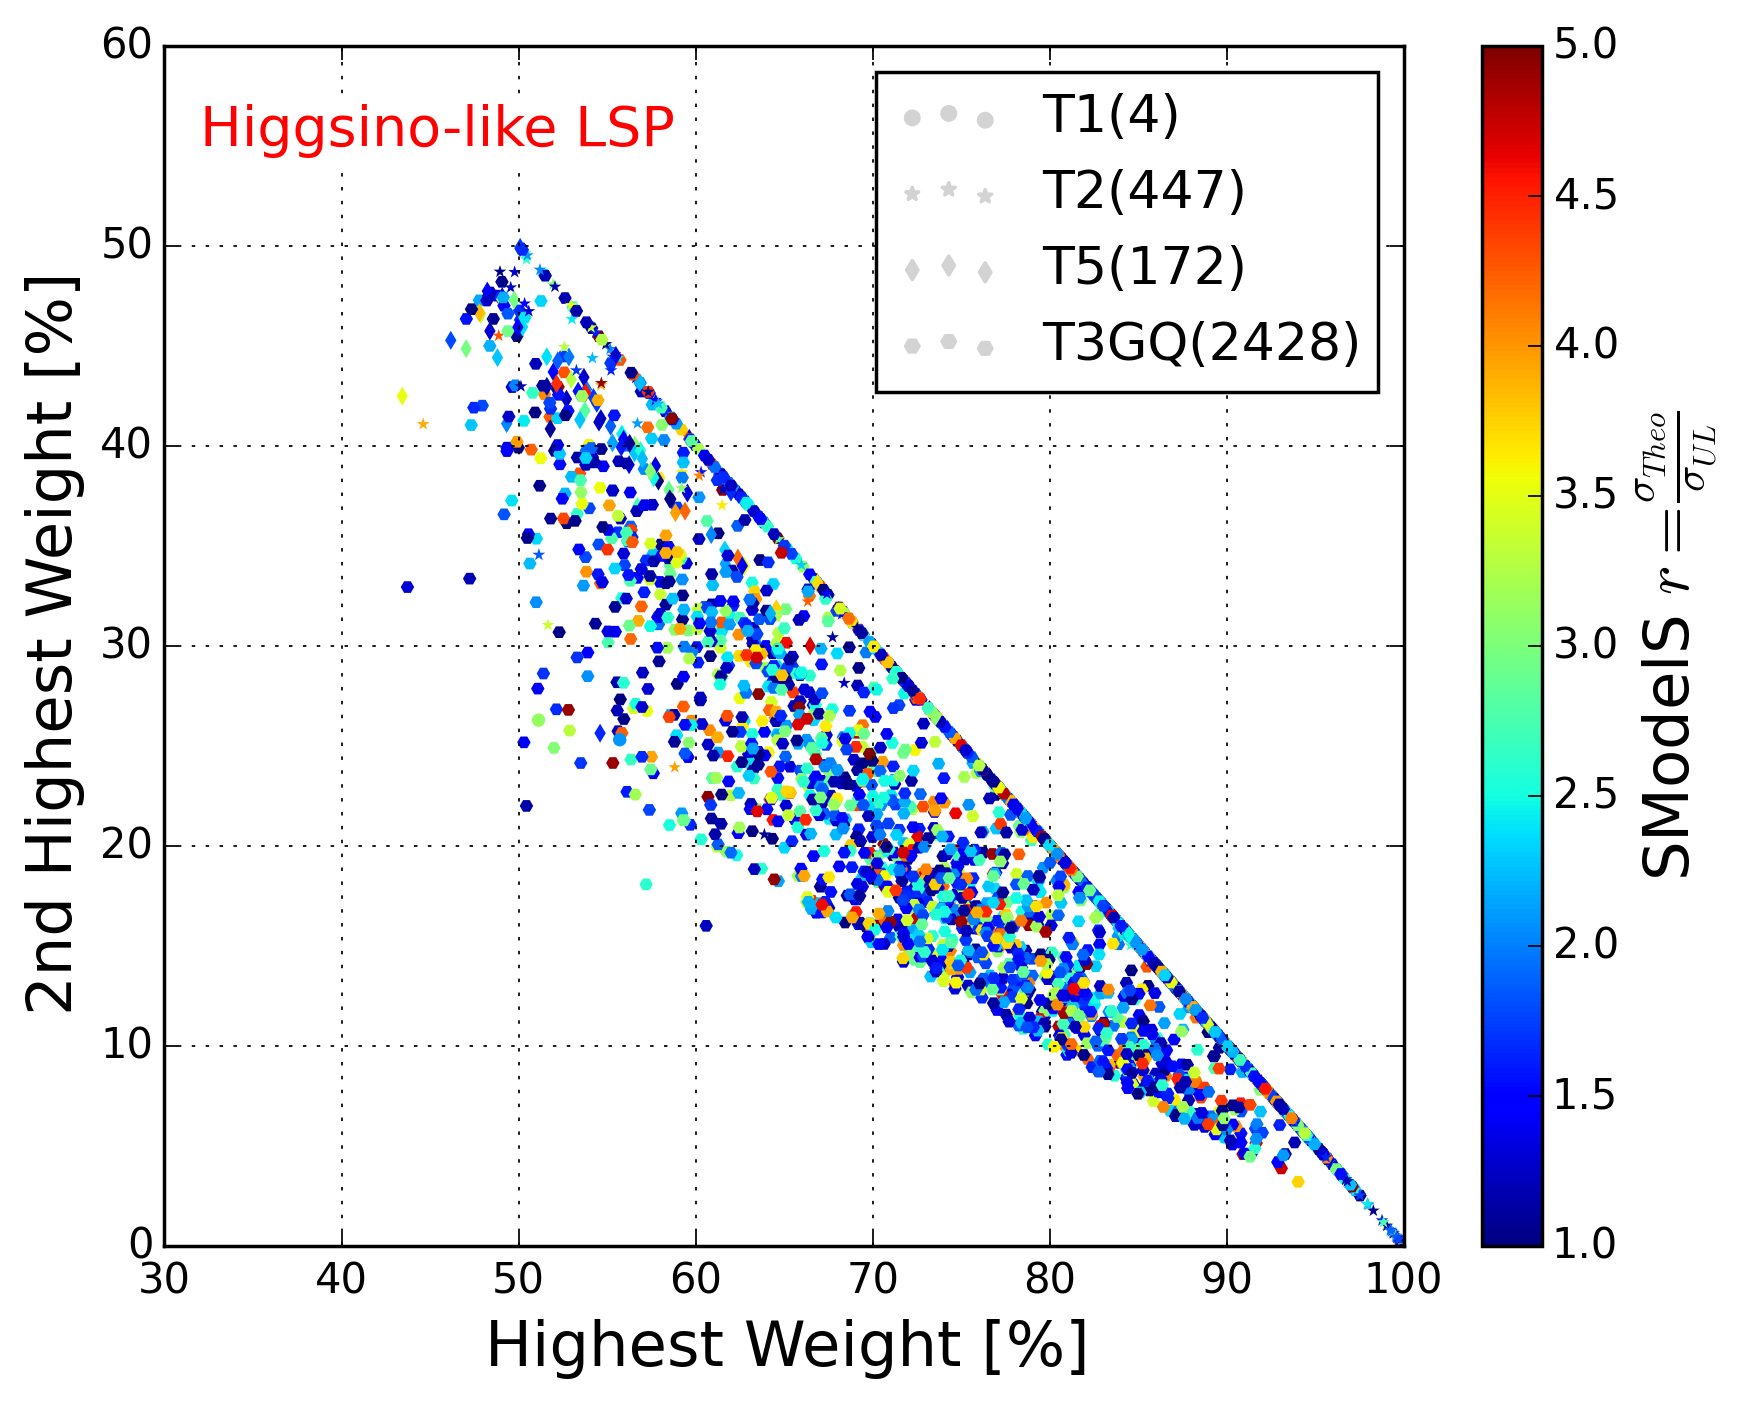 Higgsino-like LSP
T1(4)
T2(447)
T5(172)
T3GQ(2428)
60
50
40
30
20
10
0
30 40 50 60 70 80 90 100
Highest Weight [%]
2nd Highest Weight [%]
5.0
4.5
4.0
3.5
3.0
2.5
2.0
1.5
1.0
SModelS r = σTheo/σUL